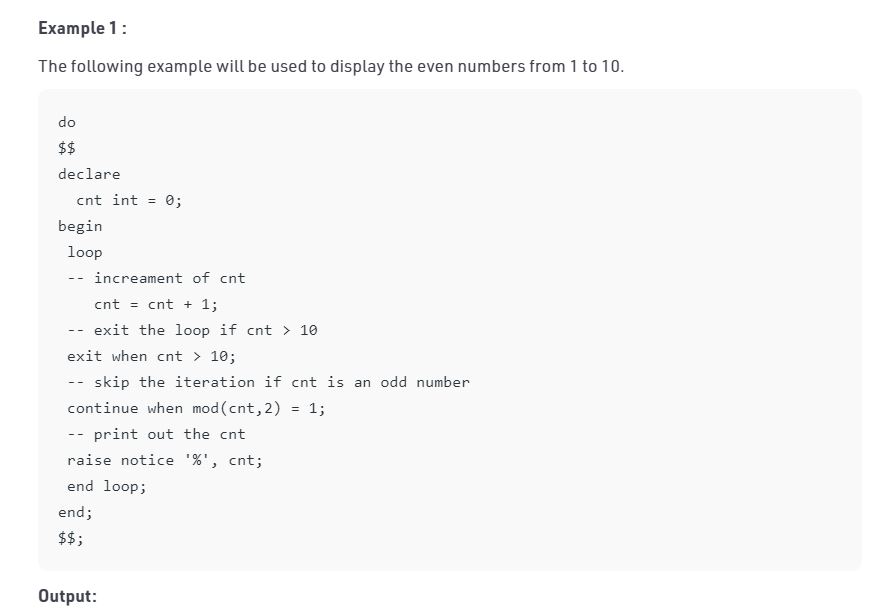 Example 1 :
The following example will be used to display the even numbers from 1 to 10.
do
$$
declare
  cnt int = 0;
begin
 loop
 -- increament of cnt
    cnt = cnt + 1;
 -- exit the loop if cnt > 10
 exit when cnt > 10;
 -- skip the iteration if cnt is an odd number
 continue when mod(cnt,2) = 1;
 -- print out the cnt
 raise notice '%', cnt;
 end loop;
end;
$$;
Output: